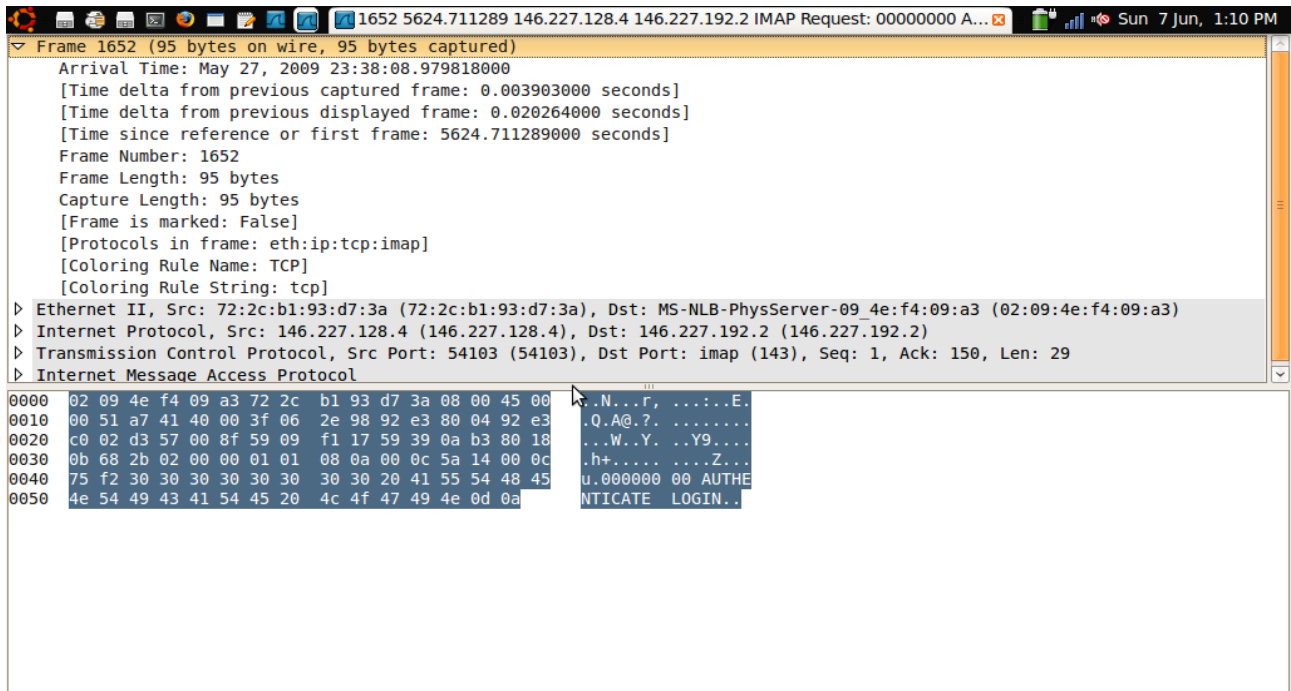 1652 5624.711289 146.227.128.4 146.227.192.2 IMAP Request: 00000000 A... Sun 7 Jun, 1:10 PM
Frame 1652 (95 bytes on wire, 95 bytes captured)
Arrival Time: May 27, 2009 23:38:08.979818000
[Time delta from previous captured frame: 0.003903000 seconds]
[Time delta from previous displayed frame: 0.020264000 seconds]
[Time since reference or first frame: 5624.711289000 seconds]
Frame Number: 1652
Frame Length: 95 bytes
Capture Length: 95 bytes
[Frame is marked: False]
[Protocols in frame: eth:ip:tcp:imap]
[Coloring Rule Name: TCP]
[Coloring Rule String: tcp]
Ethernet II, Src: 72:2c:b1:93:d7:3a (72:2c:b1:93:d7:3a), Dst: MS-NLB-PhysServer-09_4e:f4:09:a3 (02:09:4e:f4:09:a3)
Internet Protocol, Src: 146.227.128.4 (146.227.128.4), Dst: 146.227.192.2 (146.227.192.2)
Transmission Control Protocol, Src Port: 54103 (54103), Dst Port: imap (143), Seq: 1, Ack: 150, Len: 29
Internet Message Access Protocol
0000 02 09 4e f4 09 a3 72 2c b1 93 d7 3a 08 00 45 00 ..N...r, ...:..E.
0010 00 51 a7 41 40 00 3f 06 2e 98 92 e3 80 04 92 e3 .Q.A@.?. ........
0020 c0 02 d3 57 00 8f 59 09 f1 17 59 39 0a b3 80 18 ...W..Y. ..Y9....
0030 0b 68 2b 02 00 00 01 01 08 0a 00 0c 5a 14 00 0c .h+..... ....Z...
0040 75 f2 30 30 30 30 30 30 30 30 20 41 55 54 48 45 u.000000 00 AUTHE
0050 4e 54 49 43 41 54 45 20 4c 4f 47 49 4e 0d 0a NTICATE LOGIN..